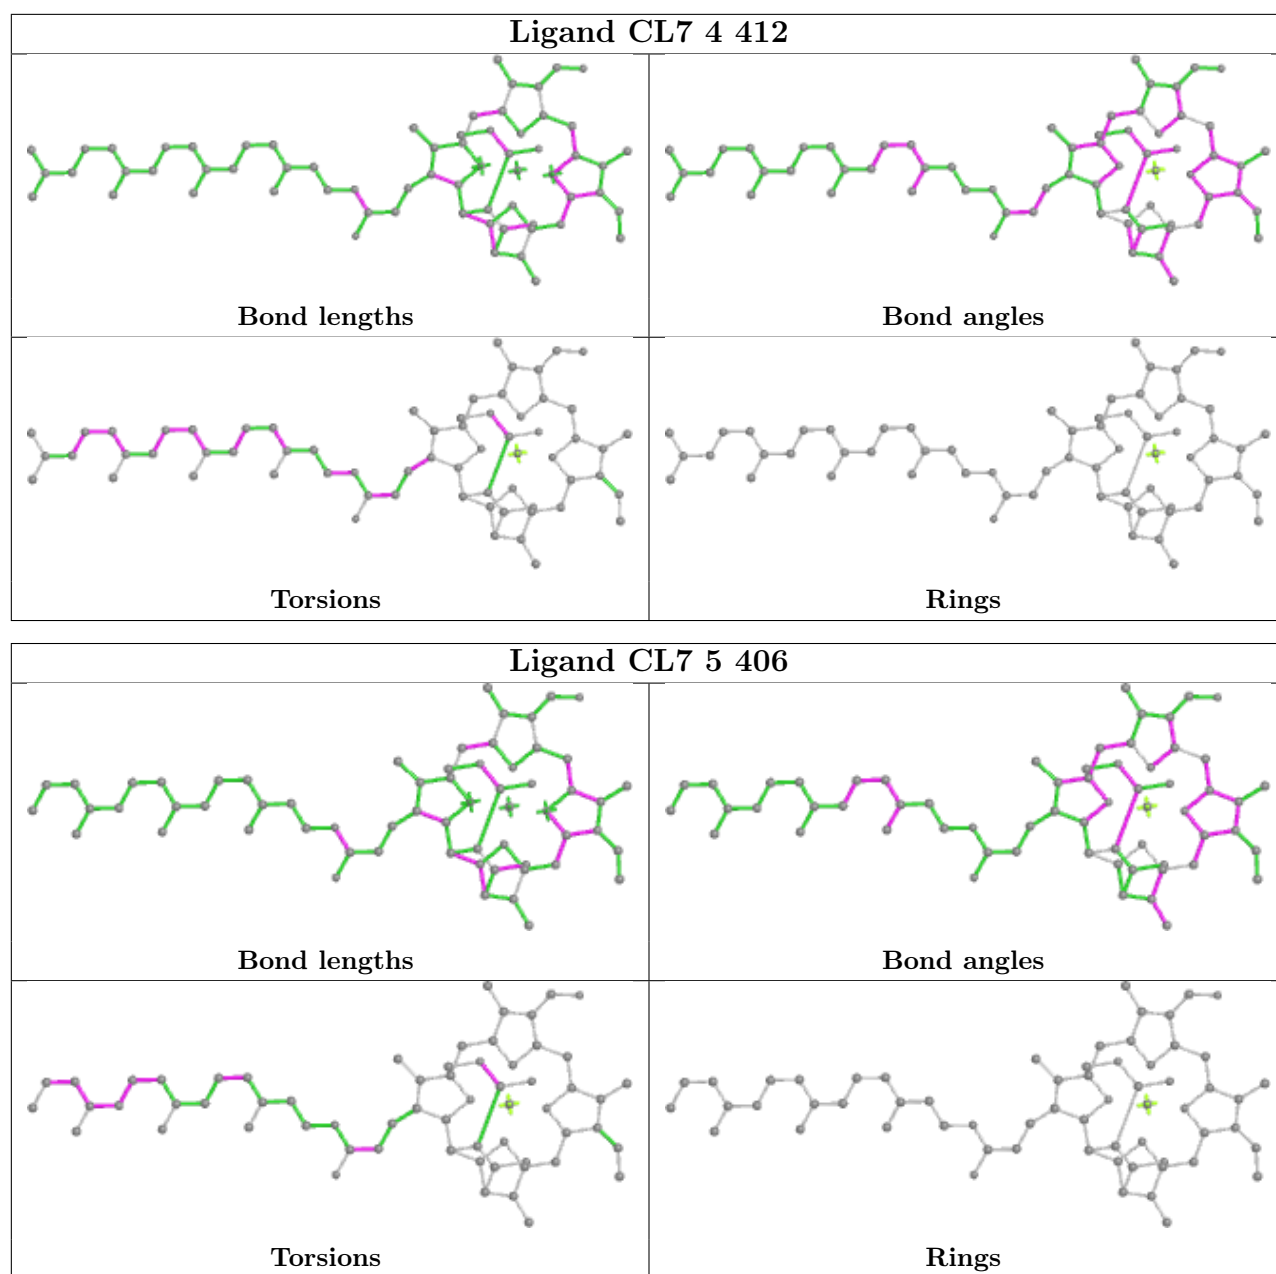 Ligand CL7 4 412
Bond lengths
Bond angles
Torsions
Rings
Ligand CL7 5 406
Bond lengths
Bond angles
Torsions
Rings